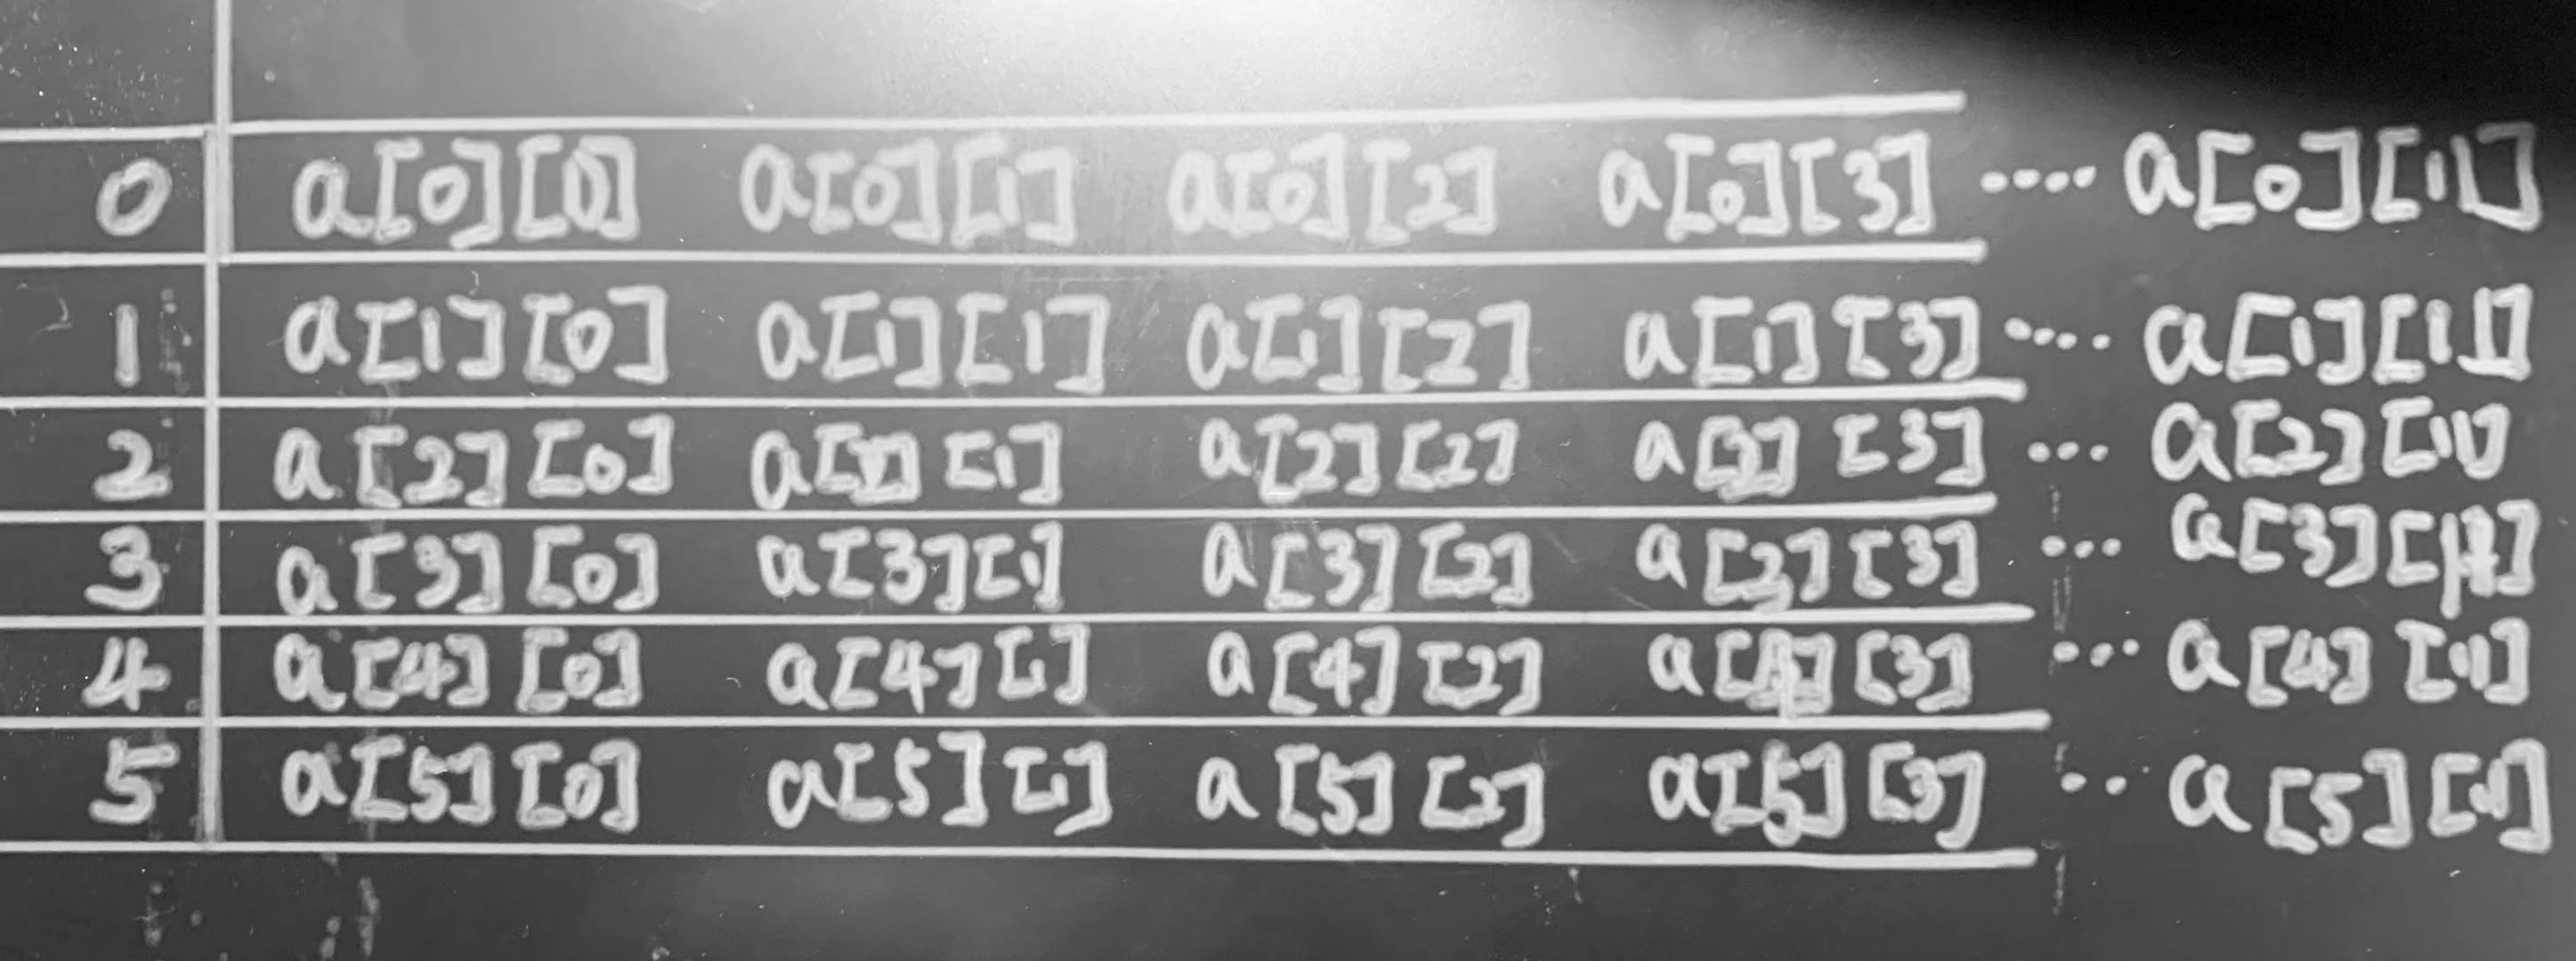 0 a[0][0] a[0][1] a[0][2] a[0][3] .... a[0][11]
1 a[1][0] a[1][1] a[1][2] a[1][3] .... a[1][11]
2 a[2][0] a[2][1] a[2][2] a[2][3] ... a[2][11]
3 a[3][0] a[3][1] a[3][2] a[3][3] ... a[3][11]
4 a[4][0] a[4][1] a[4][2] a[4][3] ... a[4][11]
5 a[5][0] a[5][1] a[5][2] a[5][3] ... a[5][11]